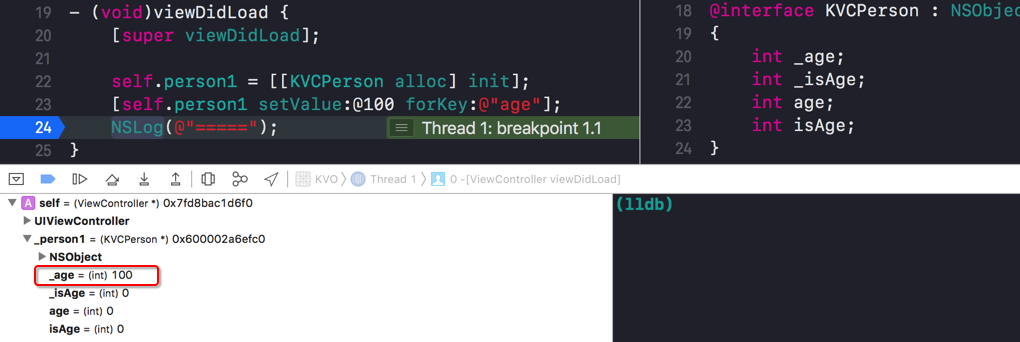 19 - (void)viewDidLoad {
20 [super viewDidLoad];
21
22 self.person1 = [[KVCPerson alloc] init];
23 [self.person1 setValue:@100 forKey:@"age"];
24 NSLog(@"====="); Thread 1: breakpoint 1.1
25 }
18 @interface KVCPerson : NSObjec
19 {
20 int _age;
21 int _isAge;
22 int age;
23 int isAge;
24 }
KVO Thread 1 0 -[ViewController viewDidLoad]
A self = (ViewController *) 0x7fd8bac1d6f0
UIViewController
_person1 = (KVCPerson *) 0x600002a6efc0
NSObject
_age = (int) 100
_isAge = (int) 0
age = (int) 0
isAge = (int) 0
(lldb)